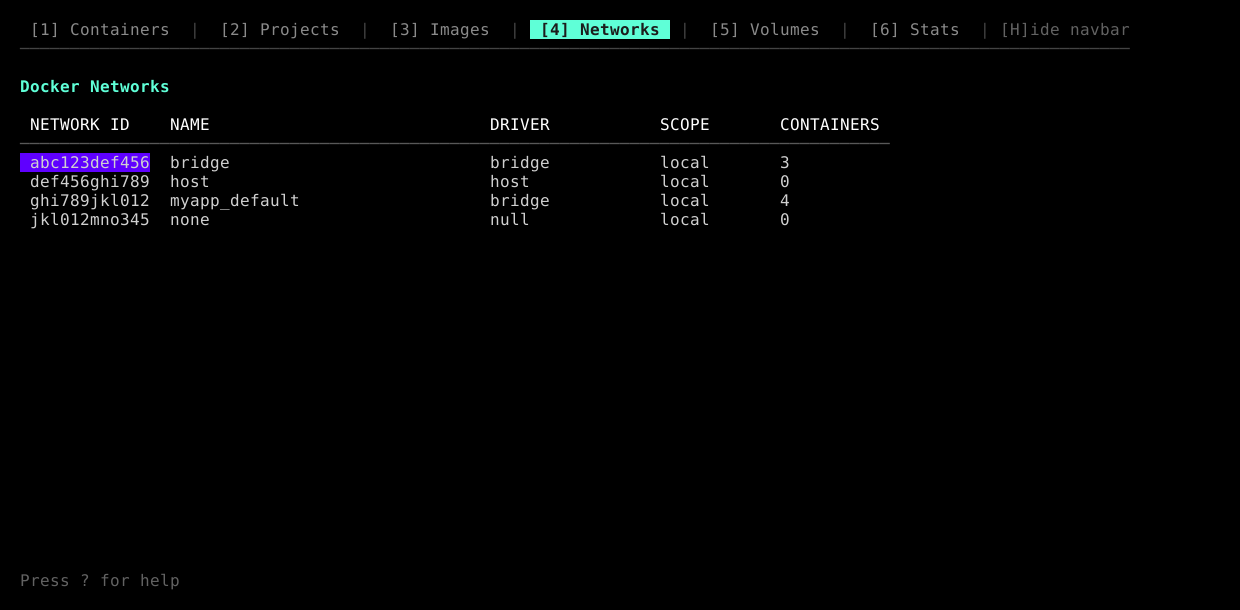 [1] Containers | [2] Projects | [3] Images | [4] Networks | [5] Volumes | [6] Stats | [H]ide navbar
Docker Networks
NETWORK ID NAME DRIVER SCOPE CONTAINERS
abc123def456 bridge bridge local 3
def456ghi789 host host local 0
ghi789jkl012 myapp_default bridge local 4
jkl012mno345 none null local 0
Press ? for help